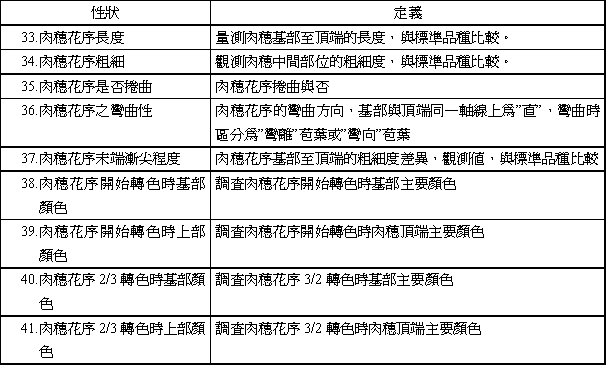 性狀 定義
33.肉穗花序長度 量測肉穗基部至頂端的長度，與標準品種比較。
34.肉穗花序粗細 觀測肉穗中間部位的粗細度，與標準品種比較。
35.肉穗花序是否捲曲 肉穗花序捲曲與否
36.肉穗花序之彎曲性 肉穗花序的彎曲方向，基部與頂端同一軸線上為”直”，彎曲時
區分為”彎離”苞葉或”彎向”苞葉
37.肉穗花序末端漸尖程度 肉穗花序基部至頂端的粗細度差異，觀測值，與標準品種比較
38.肉穗花序開始轉色時基部 調查肉穗花序開始轉色時基部主要顏色
顏色
39.肉穗花序開始轉色時上部 調查肉穗花序開始轉色時肉穗頂端主要顏色
顏色
40.肉穗花序 2/3 轉色時基部顏 調查肉穗花序 3/2 轉色時基部主要顏色
色
41.肉穗花序 2/3 轉色時上部顏 調查肉穗花序 3/2 轉色時肉穗頂端主要顏色
色